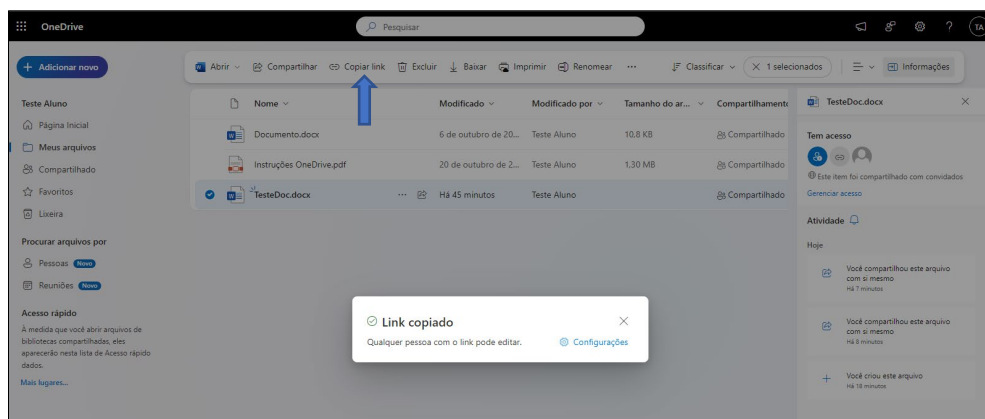 OneDrive
Pesquisar
TA
Adicionar novo
Abrir
Compartilhar
Copiar link
Excluir
Baixar
Imprimir
Renomear
...
Classificar
1 selecionados
Informações
Teste Aluno
Página Inicial
Meus arquivos
Compartilhado
Favoritos
Lixeira
Procurar arquivos por
Pessoas Novo
Reuniões Novo
Acesso rápido
À medida que você abrir arquivos de
bibliotecas compartilhadas, eles
aparecerão nesta lista de Acesso rápido
dados.
Mais lugares...
Nome Modificado Modificado por Tamanho do ar... Compartilhamento
Documento.docx 6 de outubro de 20... Teste Aluno 10.8 KB Compartilhado
Instruções OneDrive.pdf 20 de outubro de 2... Teste Aluno 1.30 MB Compartilhado
TesteDoc.docx ... Há 45 minutos Teste Aluno Compartilhado
Link copiado
Qualquer pessoa com o link pode editar. Configurações
TesteDoc.docx
Tem acesso
Este item foi compartilhado com convidados
Gerenciar acesso
Atividade
Hoje
Você compartilhou este arquivo
com si mesmo
Há 7 minutos
Você compartilhou este arquivo
com si mesmo
Há 8 minutos
Você criou este arquivo
Há 18 minutos